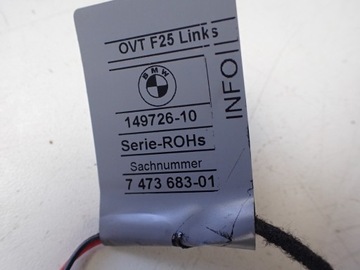 OVT F25 Links
BMW
149726-10
Serie-ROHs
Sachnummer
7 473 683-01
INFO